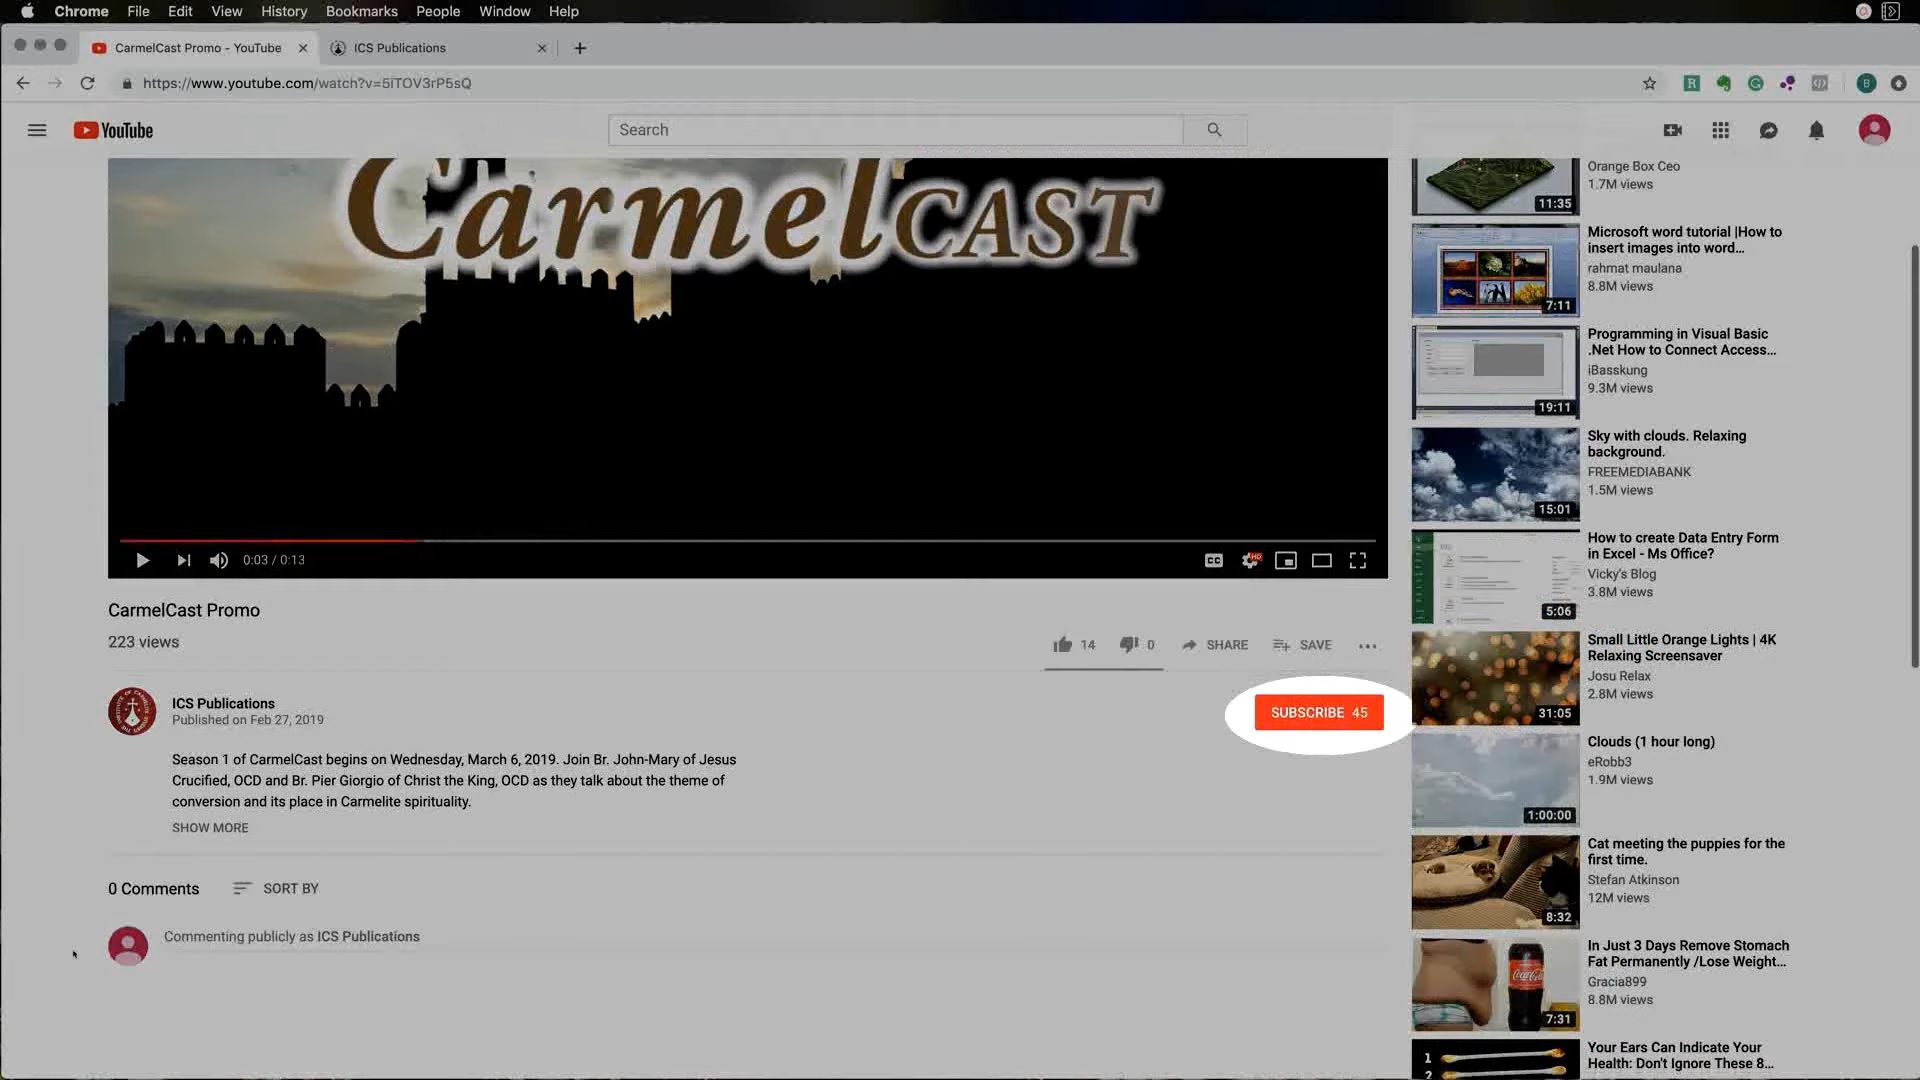 Chrome File Edit View History Bookmarks People Window Help
CarmelCast Promo - YouTube
ICS Publications
https://www.youtube.com/watch?v=5iTOV3rP5sQ
B
YouTube
Search
CarmelCAST
0:03 / 0:13
CC
HD
CarmelCast Promo
223 views
14
0
SHARE
SAVE
ICS Publications
Published on Feb 27, 2019
SUBSCRIBE 45
Season 1 of CarmelCast begins on Wednesday, March 6, 2019. Join Br. John-Mary of Jesus
Crucified, OCD and Br. Pier Giorgio of Christ the King, OCD as they talk about the theme of
conversion and its place in Carmelite spirituality.
SHOW MORE
0 Comments
SORT BY
Commenting publicly as ICS Publications
Orange Box Ceo
1.7M views
11:35
Microsoft word tutorial |How to
insert images into word...
rahmat maulana
8.8M views
7:11
Programming in Visual Basic
.Net How to Connect Access...
iBasskung
9.3M views
19:11
Sky with clouds. Relaxing
background.
FREEMEDIABANK
1.5M views
15:01
How to create Data Entry Form
in Excel - Ms Office?
Vicky's Blog
3.8M views
5:06
Small Little Orange Lights | 4K
Relaxing Screensaver
Josu Relax
2.8M views
31:05
Clouds (1 hour long)
eRobb3
1.9M views
1:00:00
Cat meeting the puppies for the
first time.
Stefan Atkinson
12M views
8:32
In Just 3 Days Remove Stomach
Fat Permanently /Lose Weight...
Gracia899
8.8M views
Coca-Cola
7:31
Your Ears Can Indicate Your
Health: Don't Ignore These 8...
1
2